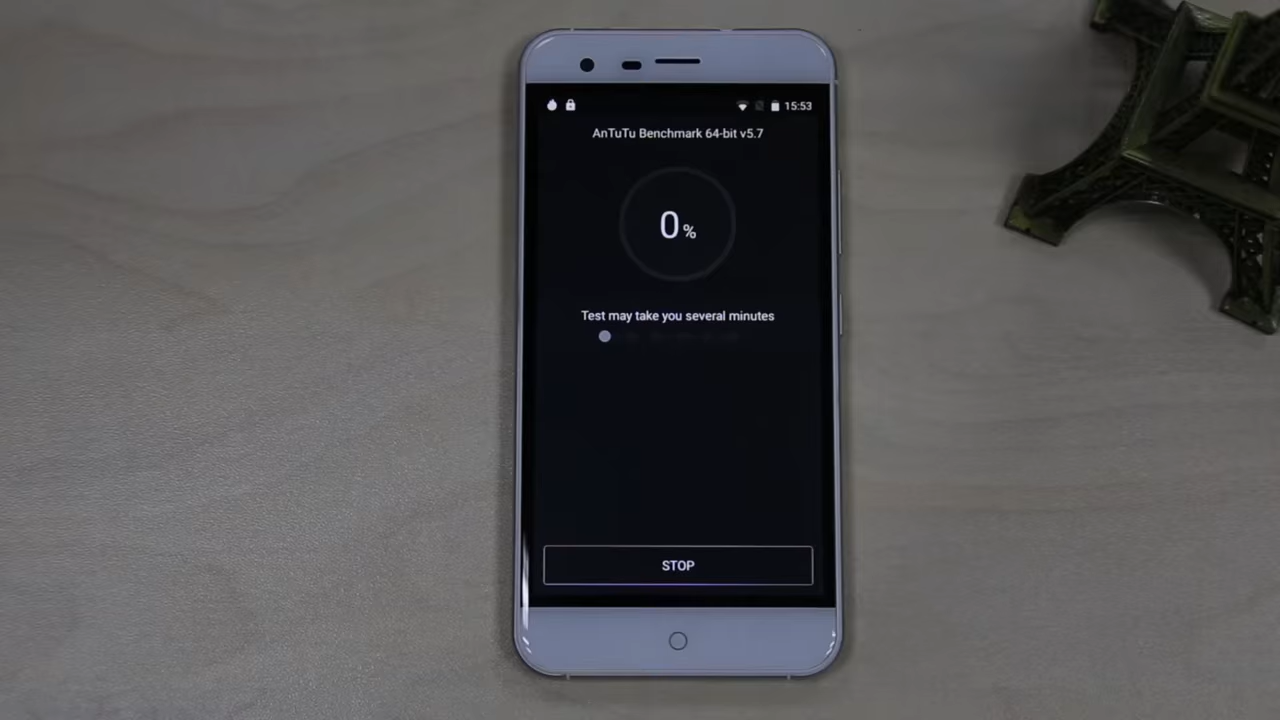 15:53
AnTuTu Benchmark 64-bit v5.7
0%
Test may take you several minutes
STOP